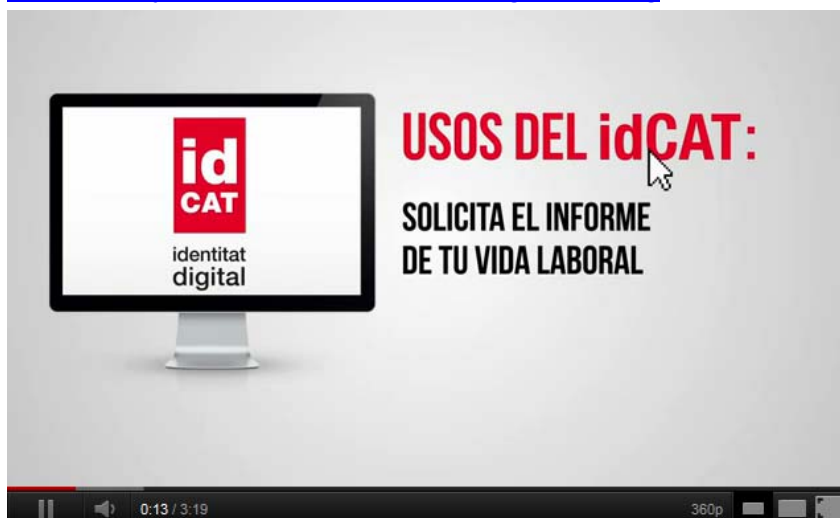 id
CAT
identitat
digital
USOS DEL idCAT:
SOLICITA EL INFORME
DE TU VIDA LABORAL
0:13 / 3:19
360p